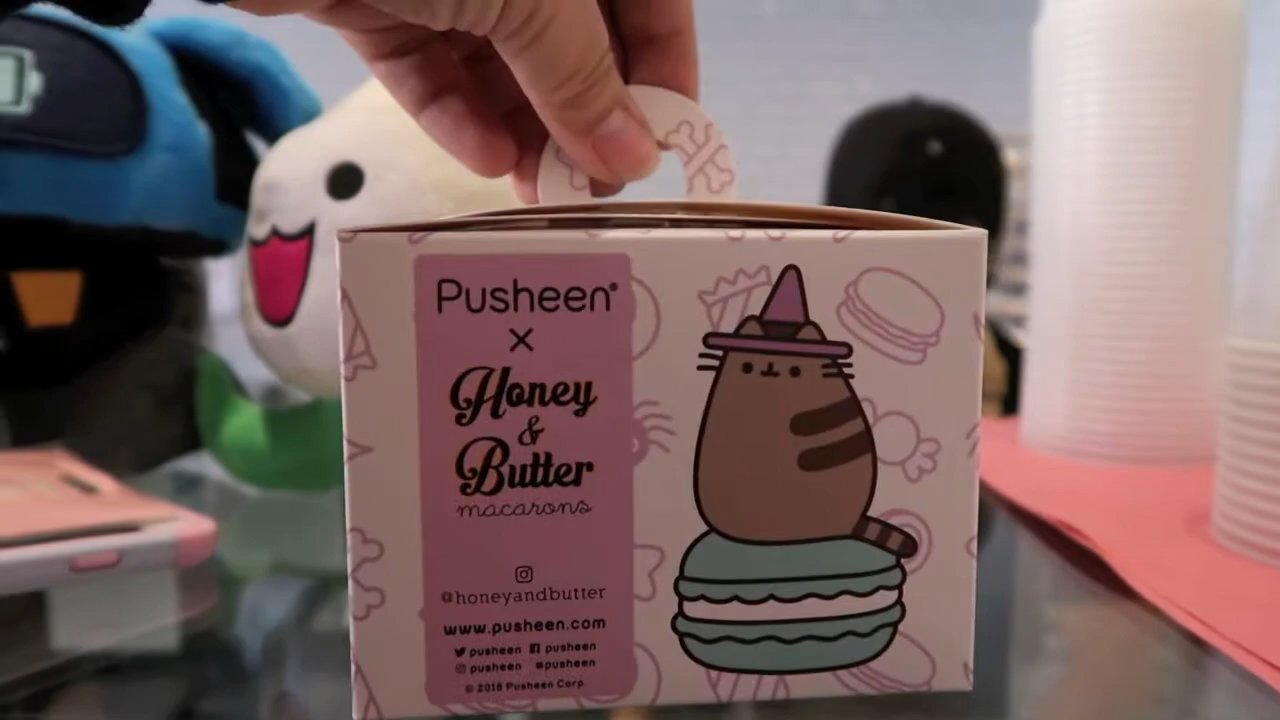 Pusheen®
×
Honey
&
Butter
macarons
@honeyandbutter
www.pusheen.com
pusheen pusheen
pusheen #pusheen
© 2018 Pusheen Corp.